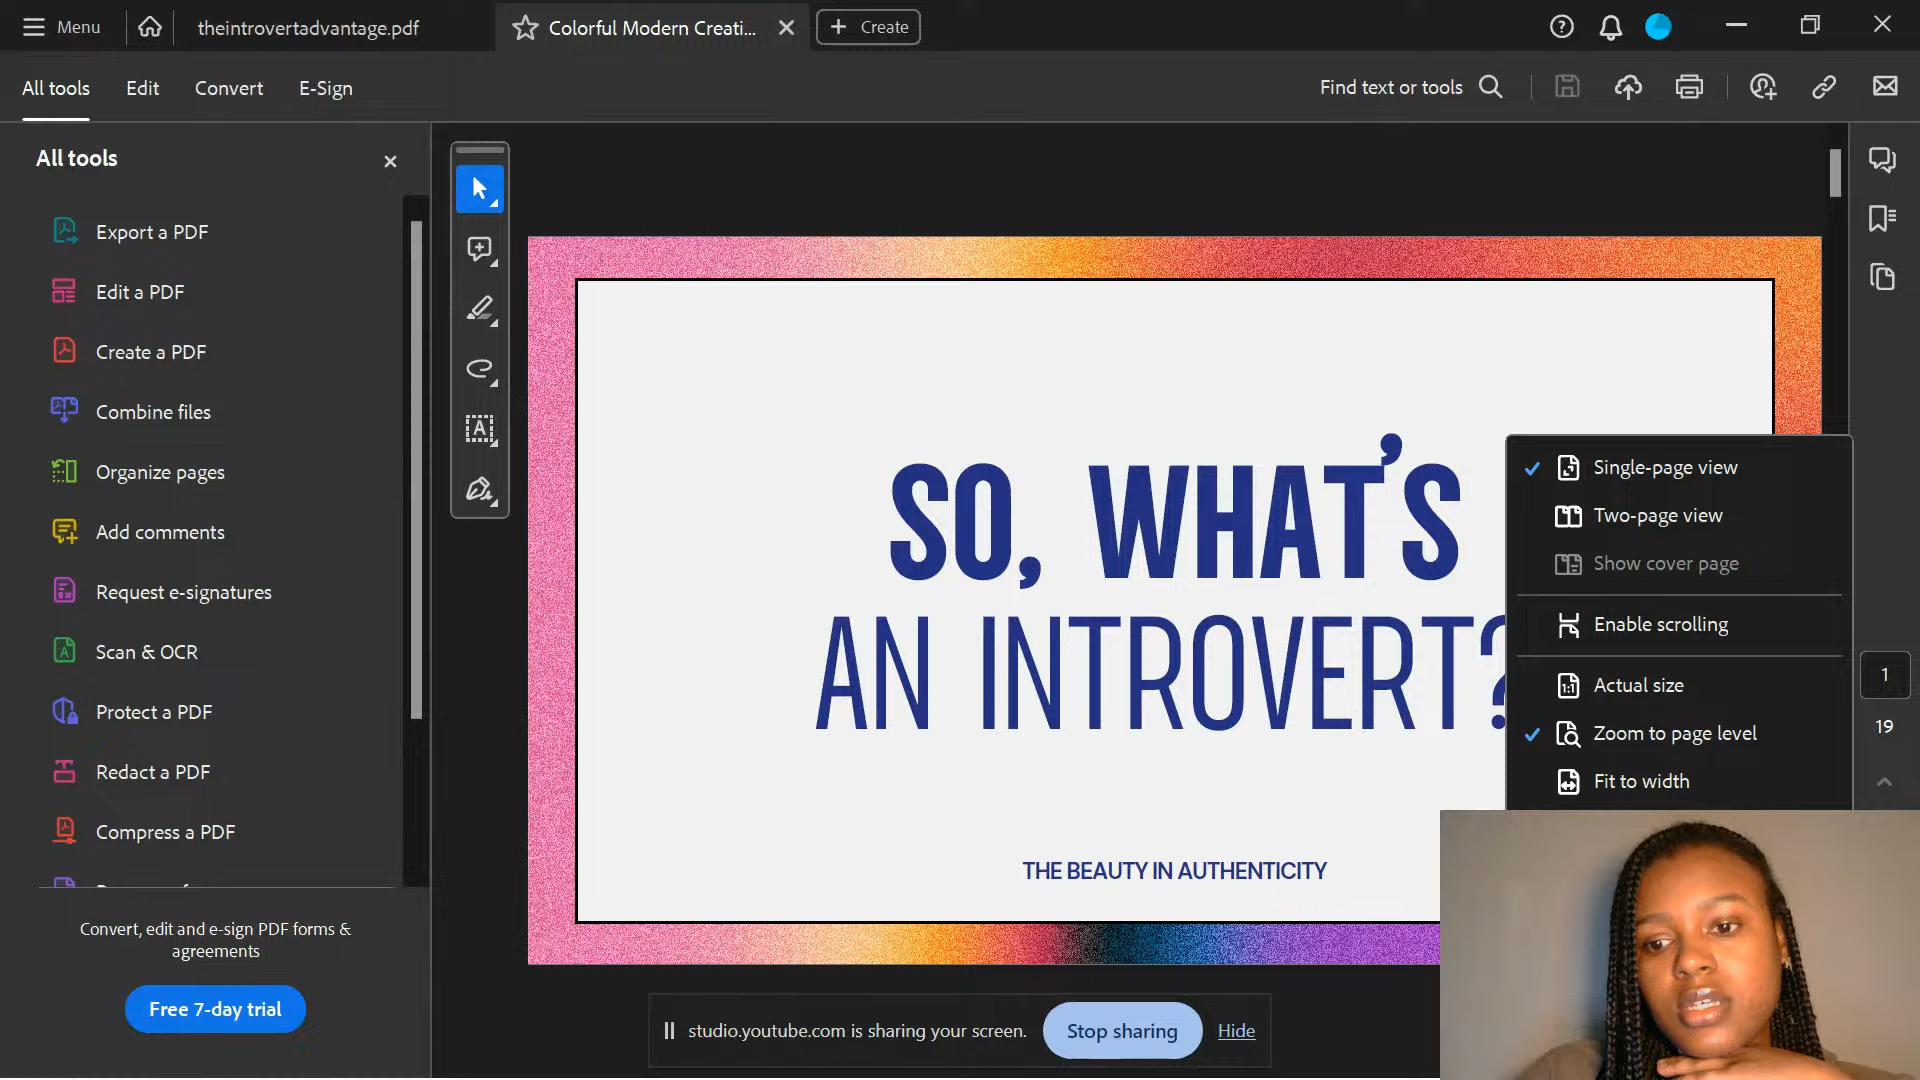 Menu
theintrovertadvantage.pdf
Colorful Modern Creati...
Create
All tools
Edit
Convert
E-Sign
Find text or tools
All tools
Export a PDF
Edit a PDF
Create a PDF
Combine files
Organize pages
Add comments
Request e-signatures
Scan & OCR
Protect a PDF
Redact a PDF
Compress a PDF
Convert, edit and e-sign PDF forms &
agreements
Free 7-day trial
SO, WHAT'S
AN INTROVERT?
THE BEAUTY IN AUTHENTICITY
Single-page view
Two-page view
Show cover page
Enable scrolling
Actual size
Zoom to page level
Fit to width
1
19
studio.youtube.com is sharing your screen.
Stop sharing
Hide